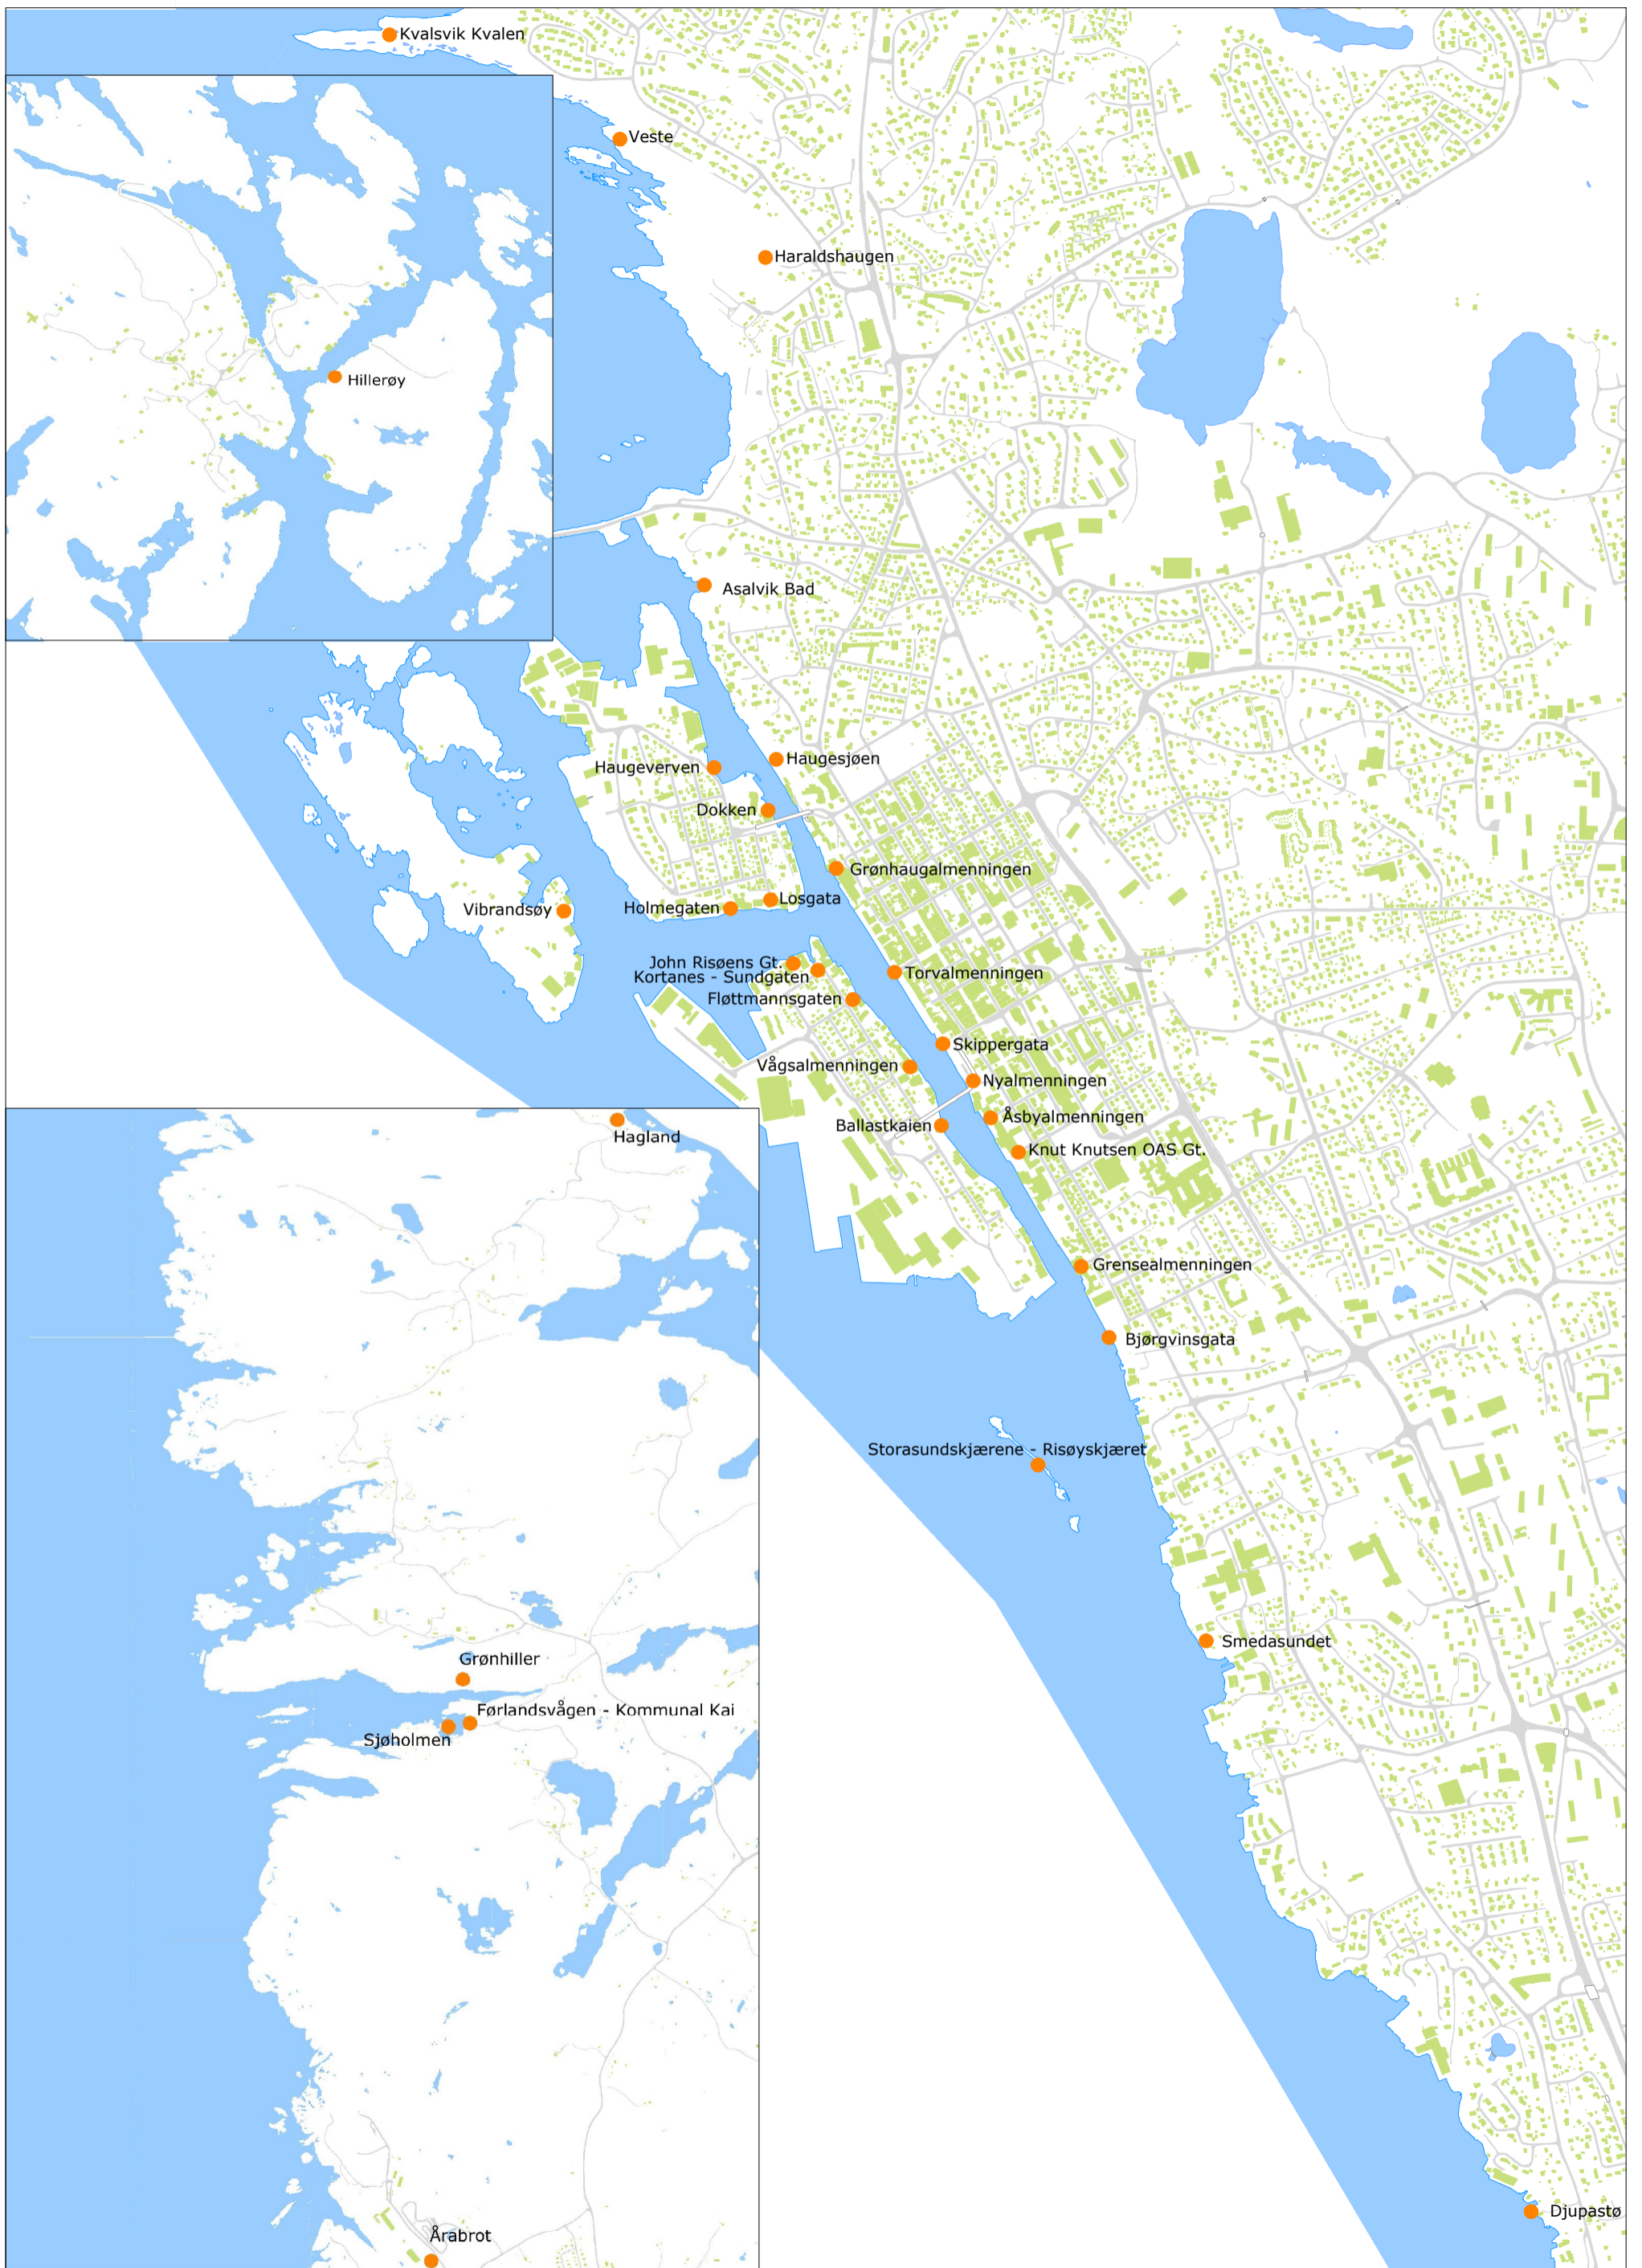 Kvalsvik Kvalen
Veste
Haraldshaugen
Hillerøy
Asalvik Bad
Haugesjøen
Haugeverven
Dokken
Grønhaugalmenningen
Losgata
Holmegaten
Vibrandsøy
John Risøens Gt.
Kortanes - Sundgaten
Torvalmenningen
Fløttmannsgaten
Skippergata
Vågsalmenningen
Nyalmenningen
Åsbyalmenningen
Ballastkaien
Hagland
Knut Knutsen OAS Gt.
Grensealmenningen
Bjørgvinsgata
Storasundskjærene - Risøyskjæret
Smedasundet
Grønhiller
Førlandsvågen - Kommunal Kai
Sjøholmen
Djupastø
Årabrot